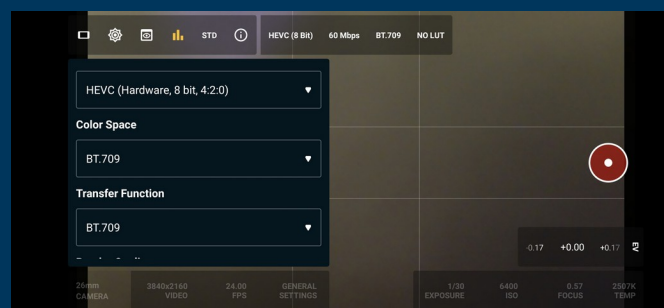 STD HEVC (8 Bit) 60 Mbps BT.709 NO LUT
HEVC (Hardware, 8 bit, 4:2:0)
Color Space
BT.709
Transfer Function
BT.709
-0.17 +0.00 +0.17 EV
26mm 3840x2160 24.00 GENERAL 1/30 6400 0.57 2507K
CAMERA VIDEO FPS SETTINGS EXPOSURE ISO FOCUS TEMP